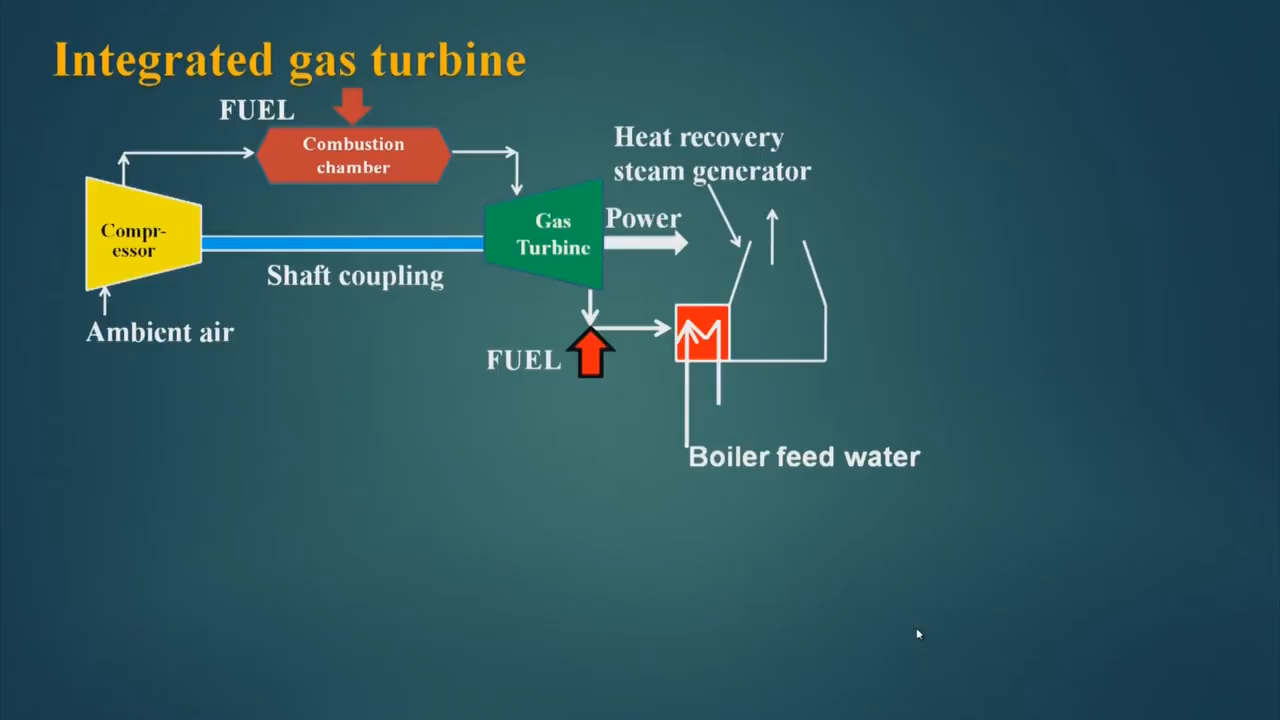 Integrated gas turbine
FUEL
Combustion
chamber
Heat recovery
steam generator
Compr-
essor
Gas
Turbine
Power
Shaft coupling
Ambient air
FUEL
Boiler feed water